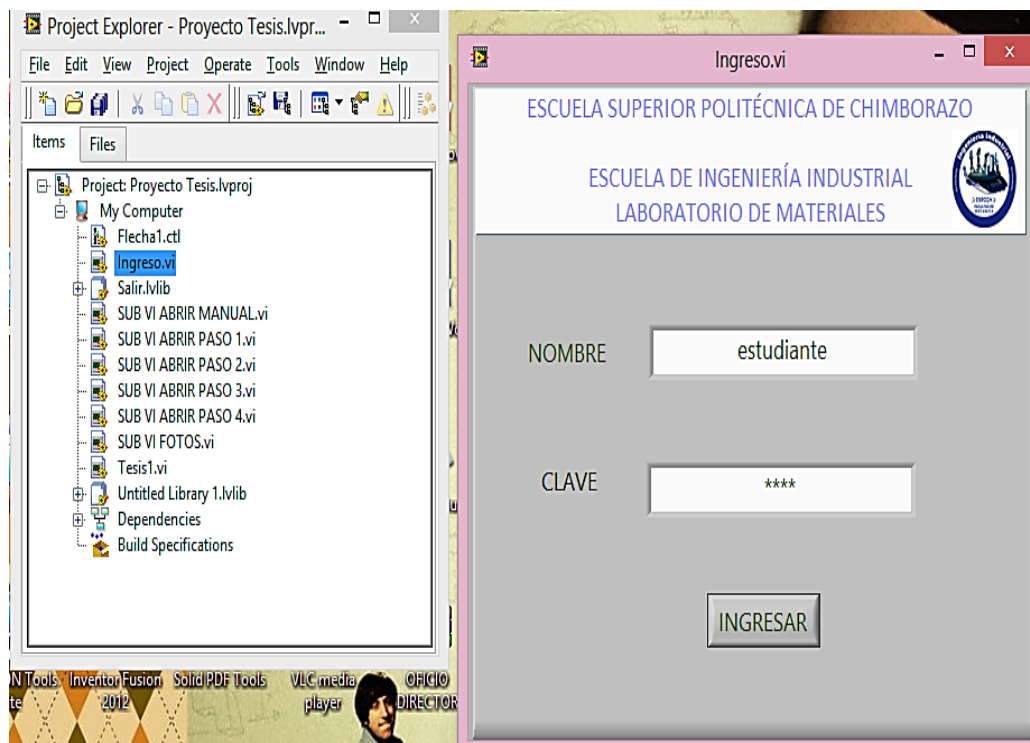 Project Explorer - Proyecto Tesis.lvpr...
File Edit View Project Operate Tools Window Help
Items Files
Project: Proyecto Tesis.lvproj
My Computer
Flecha1.ctl
Ingreso.vi
Salir.lvlib
SUB VI ABRIR MANUAL.vi
SUB VI ABRIR PASO 1.vi
SUB VI ABRIR PASO 2.vi
SUB VI ABRIR PASO 3.vi
SUB VI ABRIR PASO 4.vi
SUB VI FOTOS.vi
Tesis1.vi
Untitled Library 1.lvlib
Dependencies
Build Specifications
N Tools Inventor Fusion Solid PDF Tools VLC media OFICIO
te 2012 player DIRECTOR
Ingreso.vi
ESCUELA SUPERIOR POLITÉCNICA DE CHIMBORAZO
ESCUELA DE INGENIERÍA INDUSTRIAL
LABORATORIO DE MATERIALES
Ingeniería Industrial
NOMBRE estudiante
CLAVE ****
INGRESAR